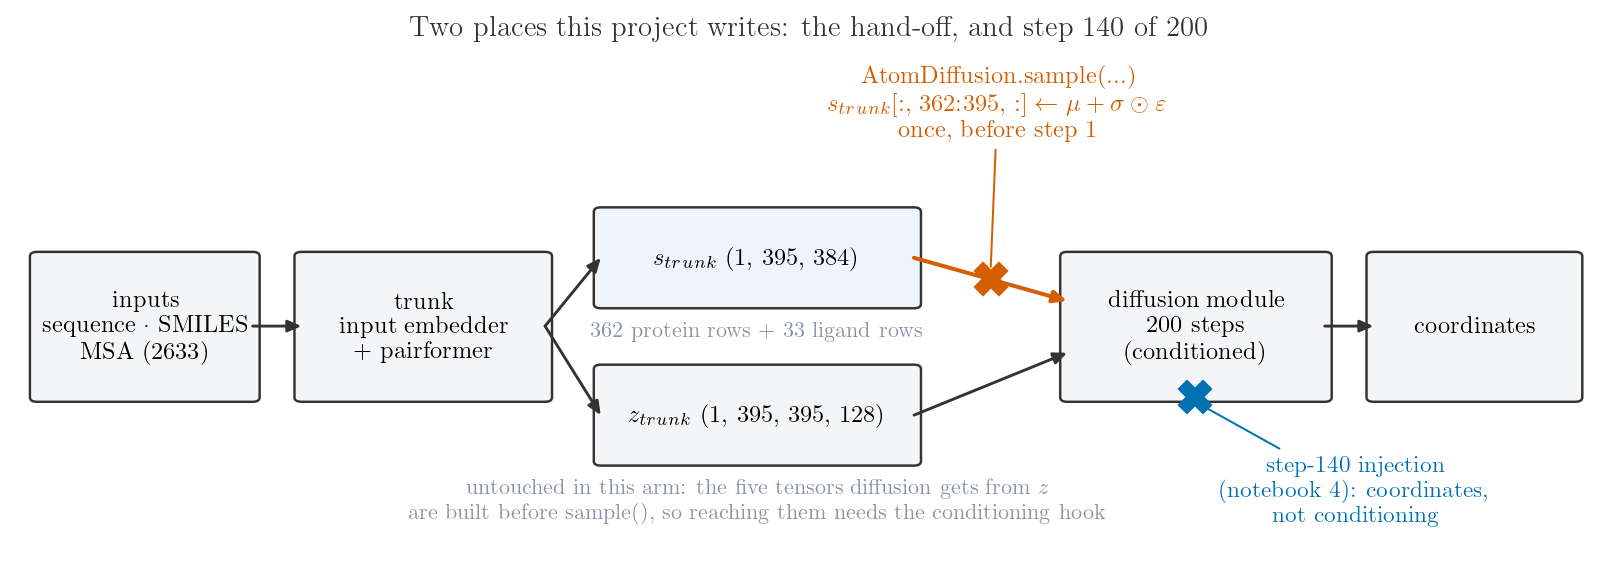 Two places this project writes: the hand-off, and step 140 of 200
AtomDiffusion.sample(...)
s_trunk[:, 362:395, :] ← μ + σ ⊙ ε
once, before step 1
inputs
sequence · SMILES
MSA (2633)
trunk
input embedder
+ pairformer
s_trunk (1, 395, 384)
362 protein rows + 33 ligand rows
z_trunk (1, 395, 395, 128)
untouched in this arm: the five tensors diffusion gets from z
are built before sample(), so reaching them needs the conditioning hook
diffusion module
200 steps
(conditioned)
coordinates
step-140 injection
(notebook 4): coordinates,
not conditioning